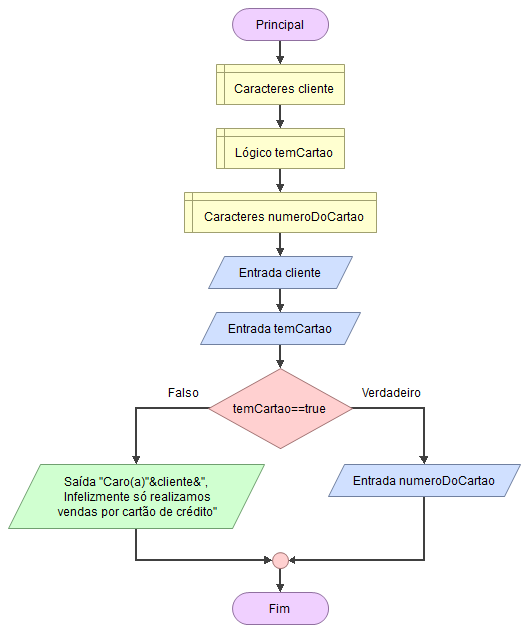 Principal
Caracteres cliente
Lógico temCartao
Caracteres numeroDoCartao
Entrada cliente
Entrada temCartao
Falso
temCartao==true
Verdadeiro
Saída "Caro(a)"&cliente&",
Infelizmente só realizamos
vendas por cartão de crédito"
Entrada numeroDoCartao
Fim